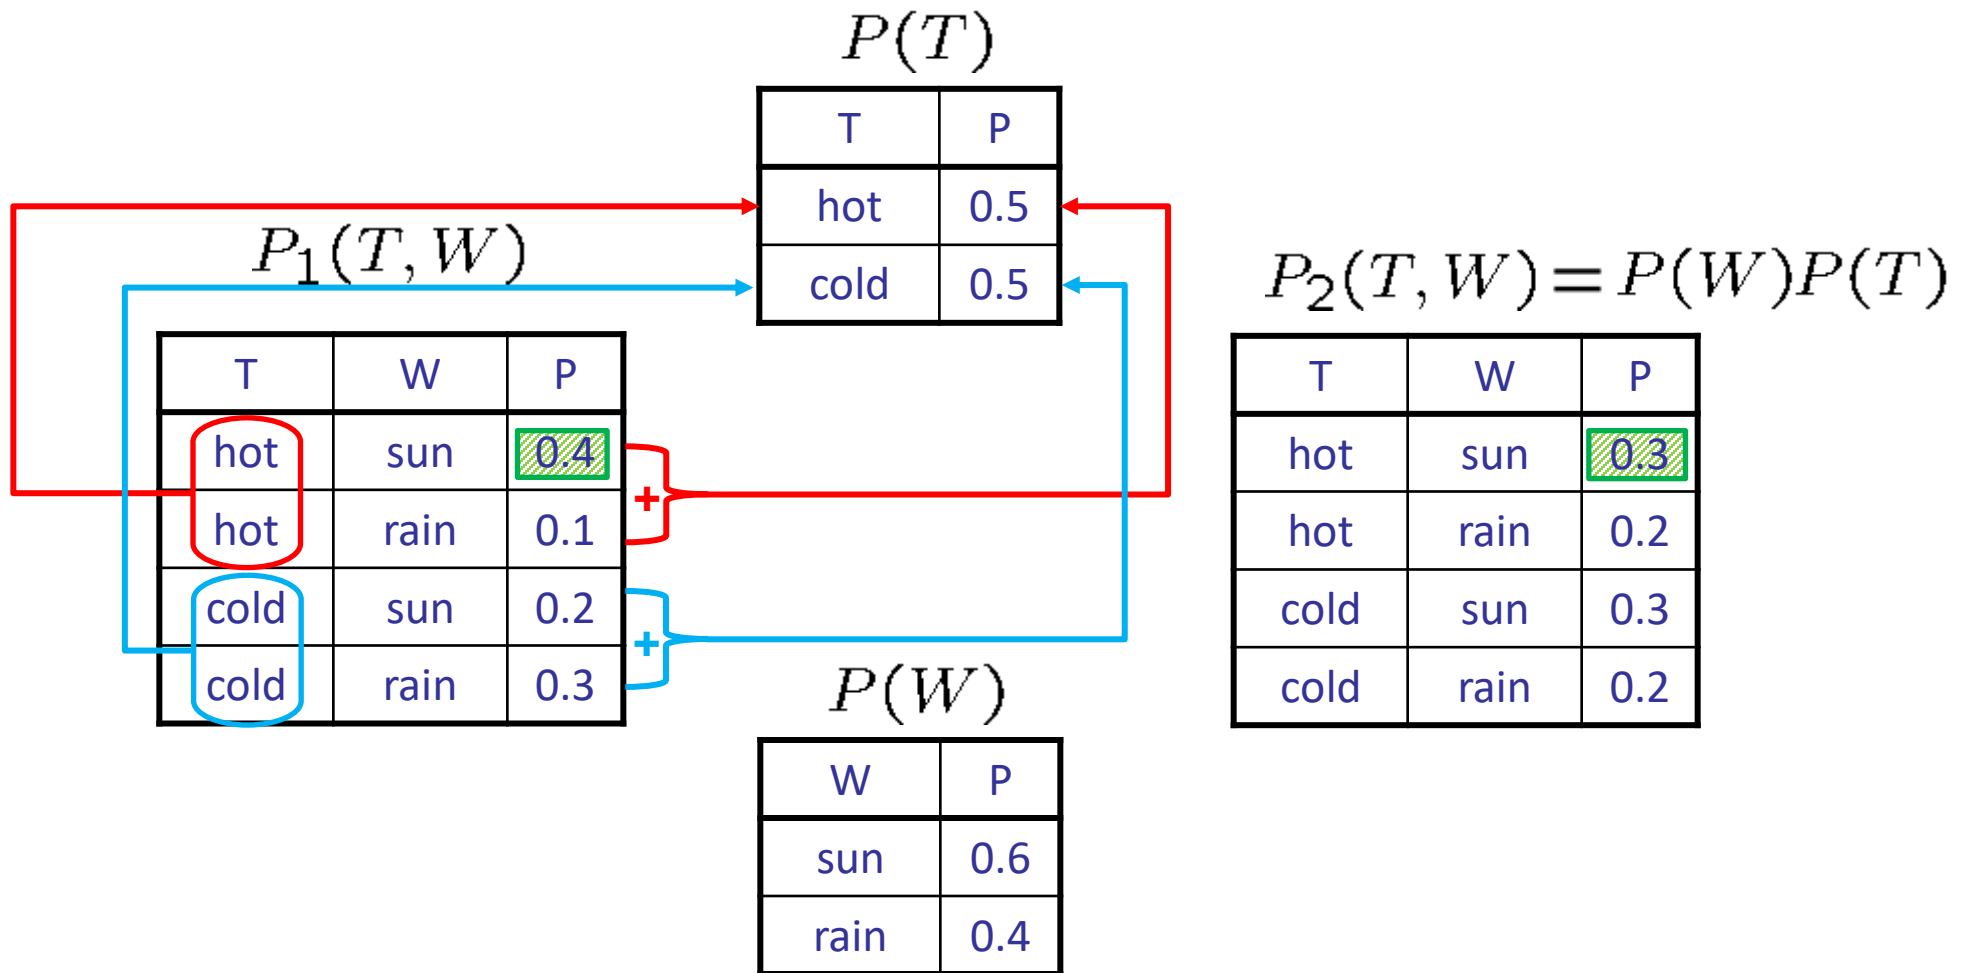 P(T)
T P
hot 0.5
cold 0.5
P₁(T, W)
T W P
hot sun 0.4
hot rain 0.1
cold sun 0.2
cold rain 0.3
+
+
P(W)
W P
sun 0.6
rain 0.4
P₂(T, W) = P(W)P(T)
T W P
hot sun 0.3
hot rain 0.2
cold sun 0.3
cold rain 0.2